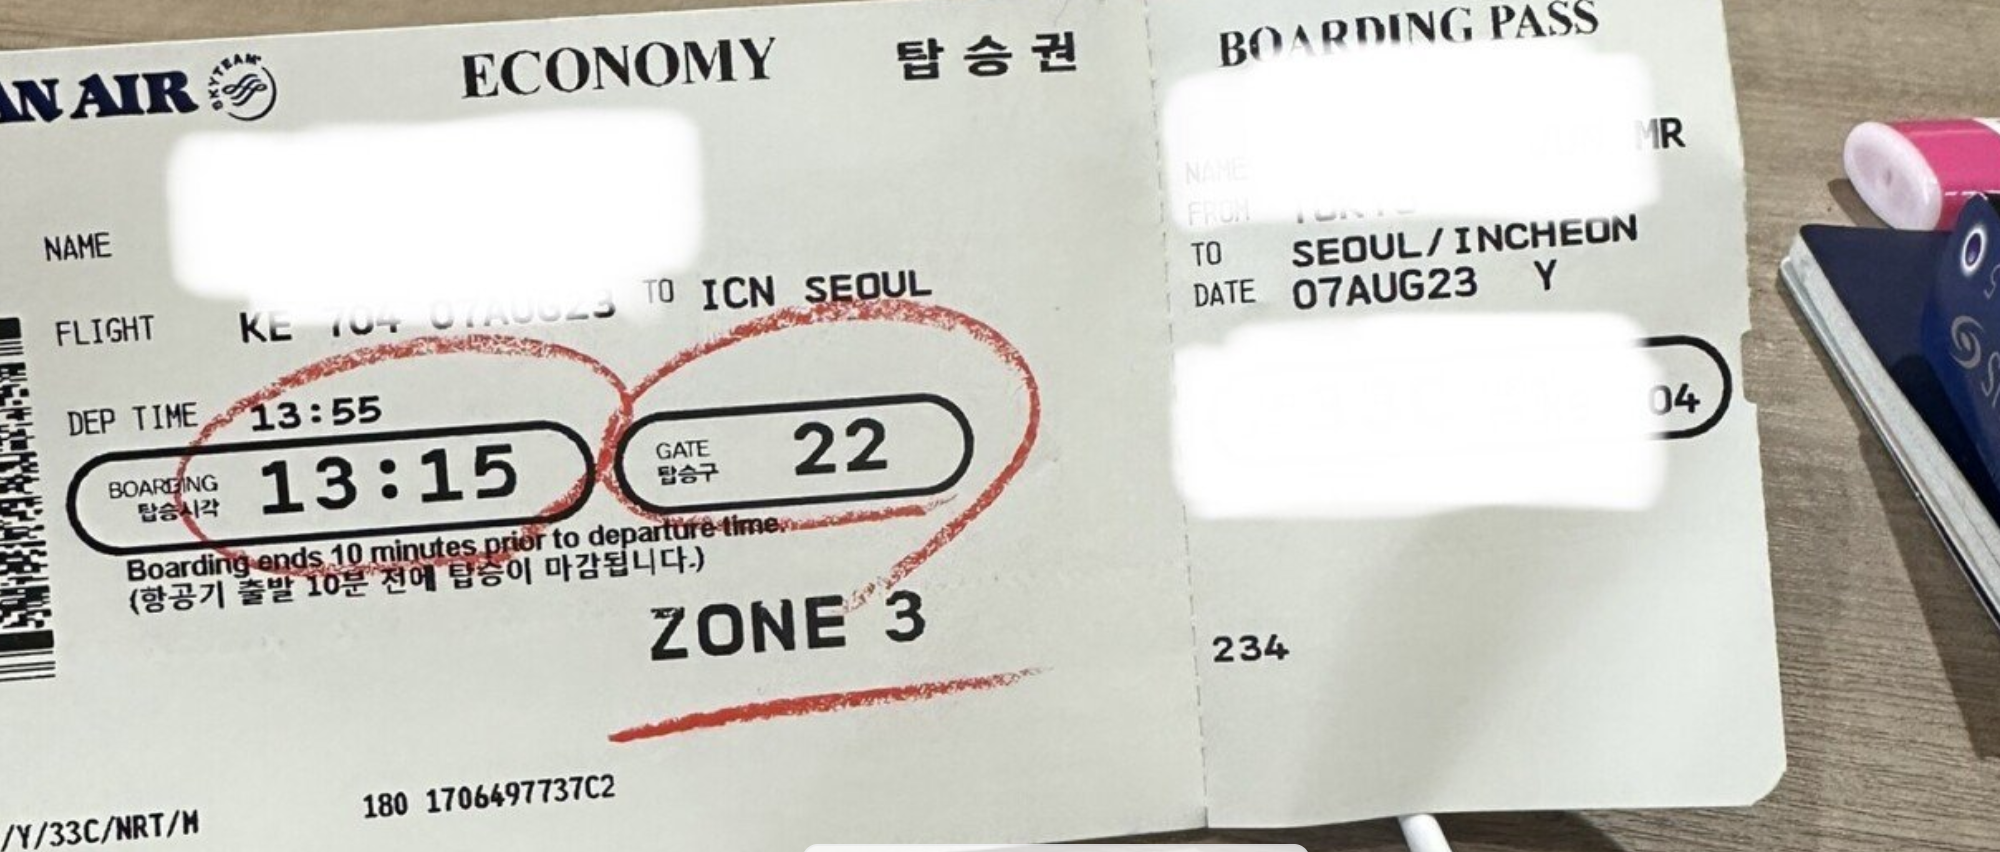 AN AIR SKYTEAM ECONOMY 탑승권
NAME
FLIGHT KE 704 07AUG23 TO ICN SEOUL
DEP TIME 13:55
BOARDING 탑승시각 13:15 GATE 탑승구 22
Boarding ends 10 minutes prior to departure time.
(항공기 출발 10분 전에 탑승이 마감됩니다.)
ZONE 3
180 1706497737C2
/Y/33C/NRT/M
BOARDING PASS
MR
NAME
FROM
TO SEOUL/INCHEON
DATE 07AUG23 Y
04
234